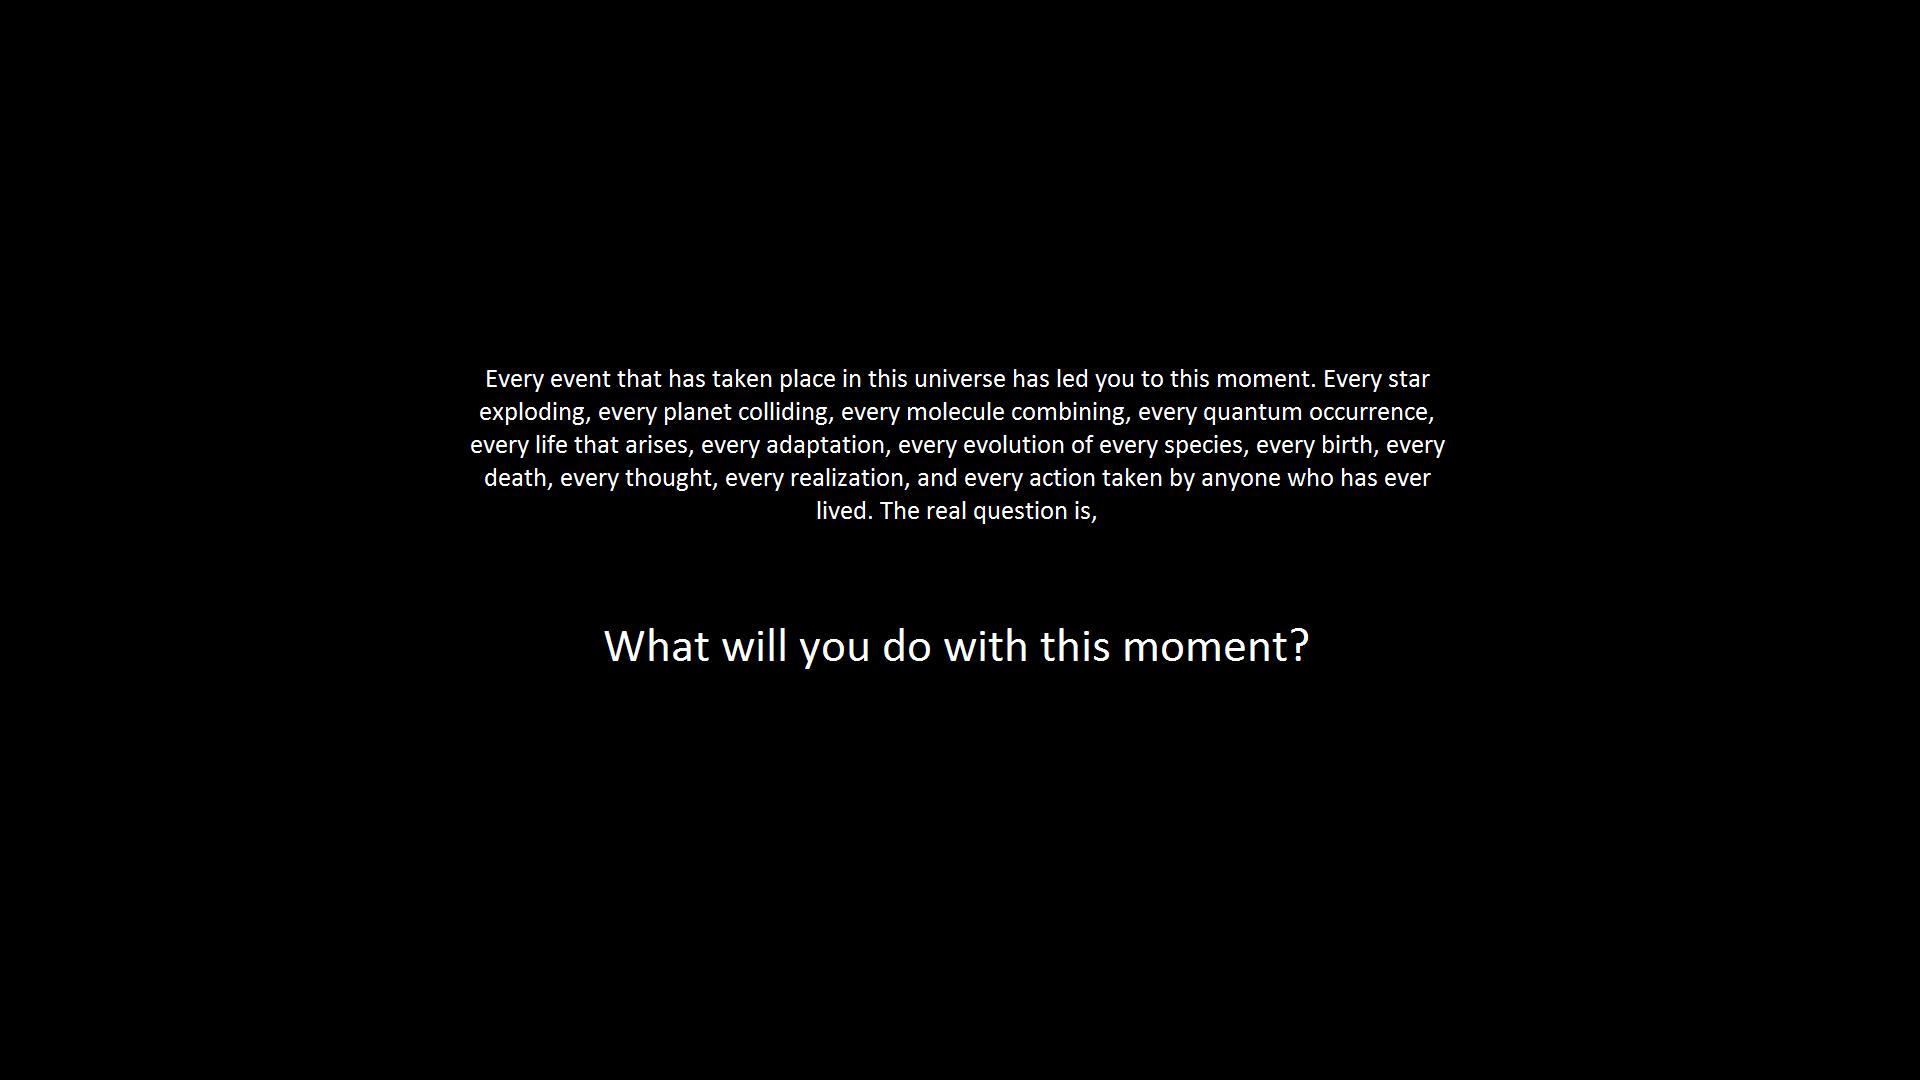 Every event that has taken place in this universe has led you to this moment. Every star
exploding, every planet colliding, every molecule combining, every quantum occurrence,
every life that arises, every adaptation, every evolution of every species, every birth, every
death, every thought, every realization, and every action taken by anyone who has ever
lived. The real question is,
What will you do with this moment?